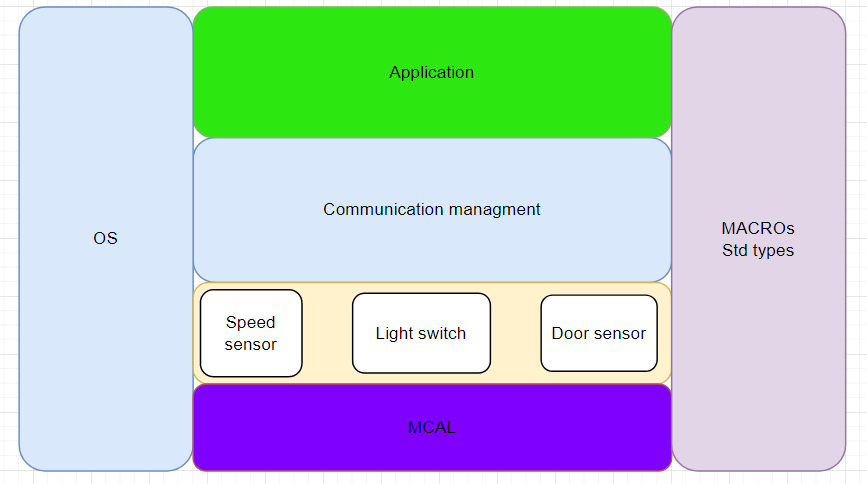 Application
Communication managment
OS
MACROs
Std types
Speed
sensor
Light switch
Door sensor
MCAL